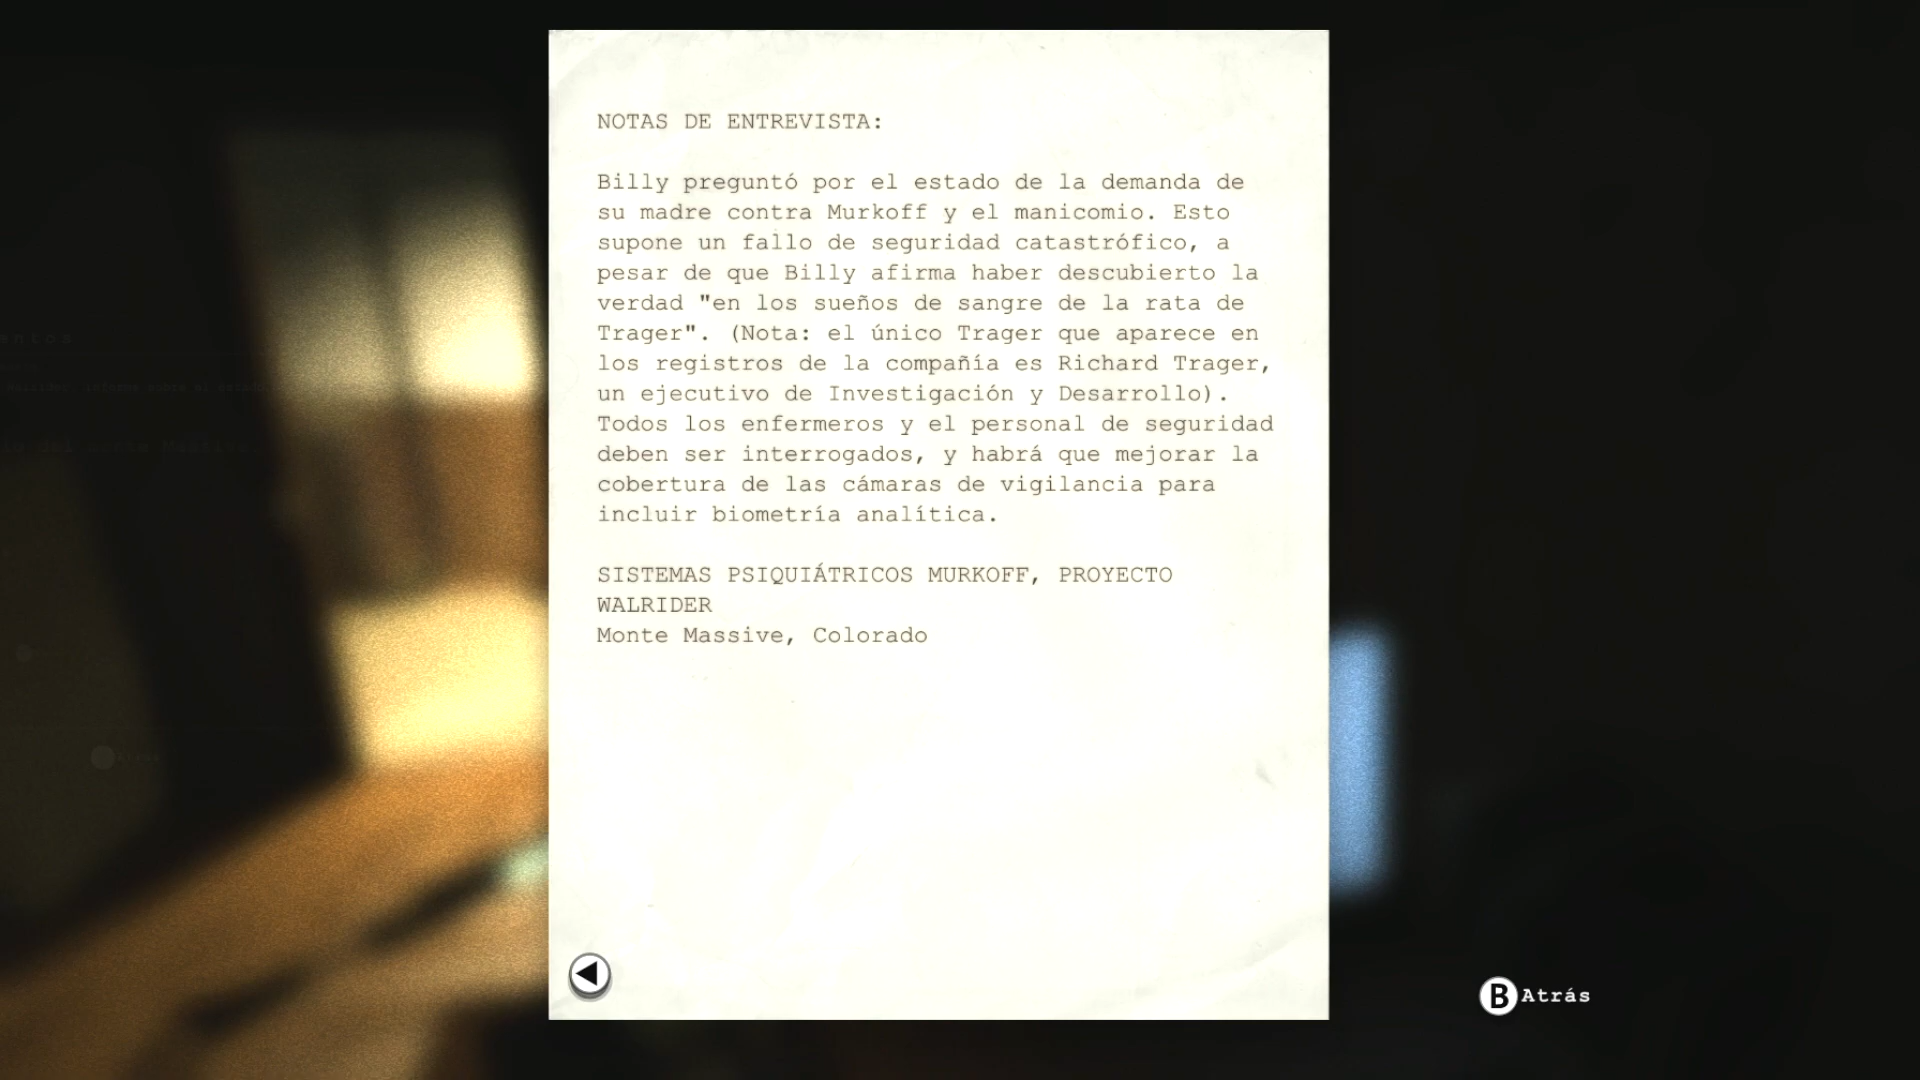 NOTAS DE ENTREVISTA:
Billy preguntó por el estado de la demanda de
su madre contra Murkoff y el manicomio. Esto
supone un fallo de seguridad catastrófico, a
pesar de que Billy afirma haber descubierto la
verdad "en los sueños de sangre de la rata de
Trager". (Nota: el único Trager que aparece en
los registros de la compañía es Richard Trager,
un ejecutivo de Investigación y Desarrollo).
Todos los enfermeros y el personal de seguridad
deben ser interrogados, y habrá que mejorar la
cobertura de las cámaras de vigilancia para
incluir biometría analítica.
SISTEMAS PSIQUIÁTRICOS MURKOFF, PROYECTO
WALRIDER
Monte Massive, Colorado
B Atrás